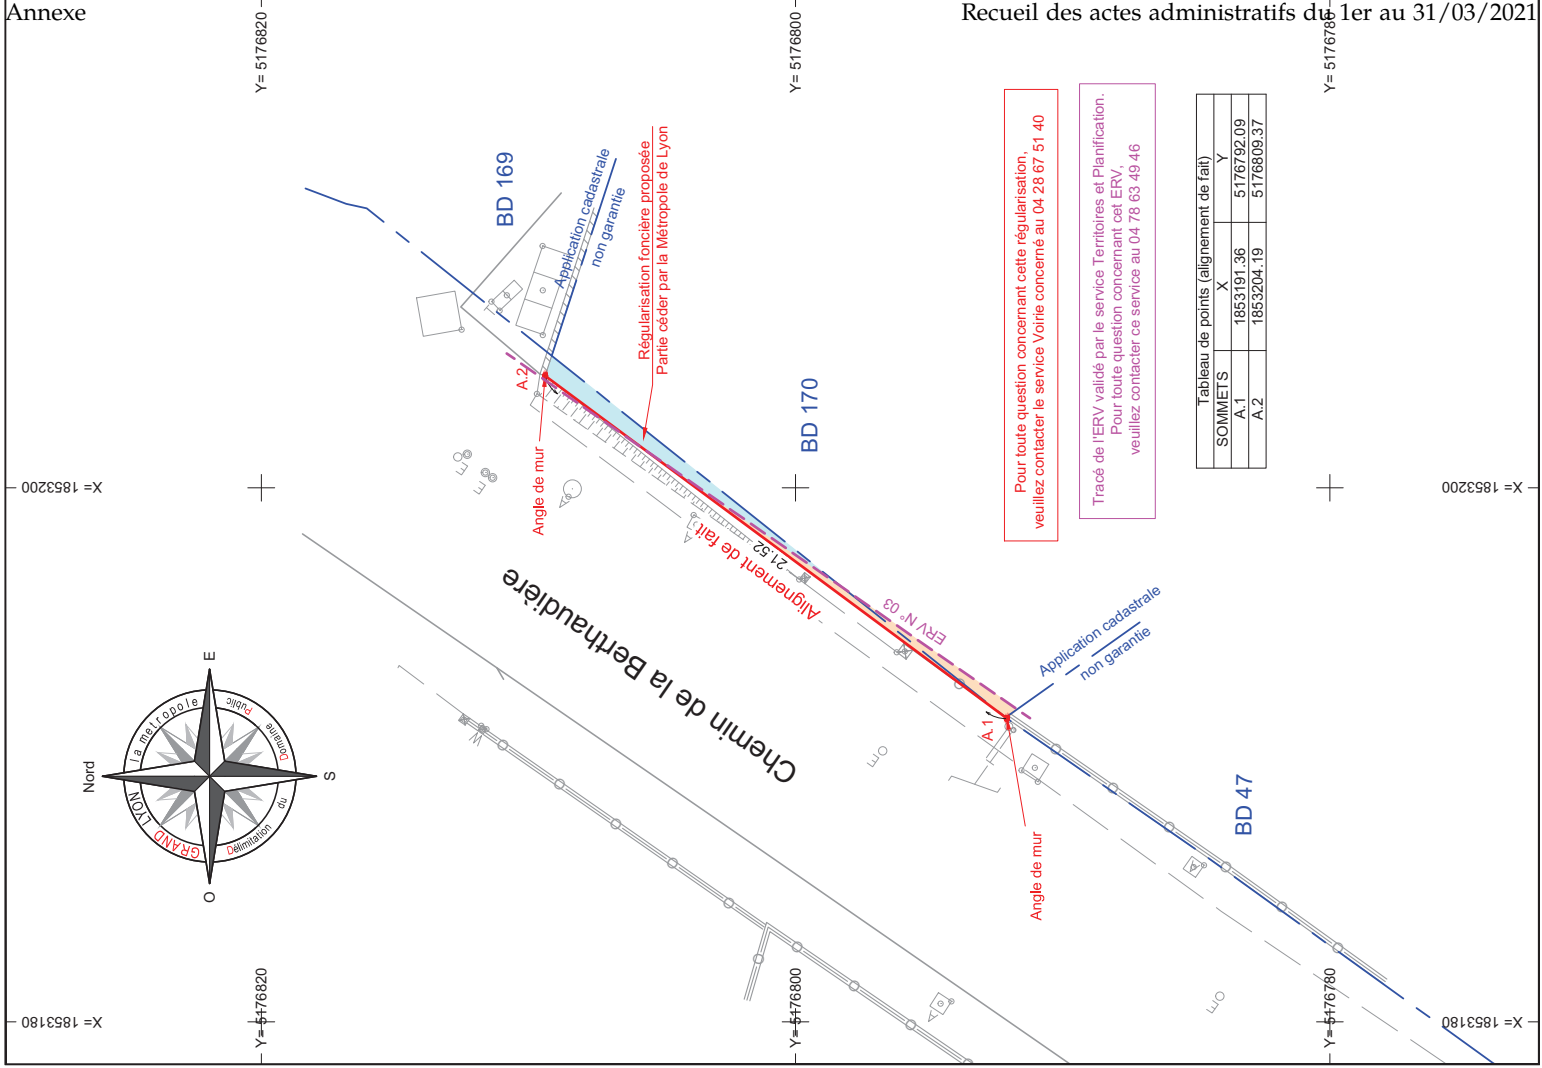 Annexe
Recueil des actes administratifs du 1er au 31/03/2021
Y= 5176820
Y= 5176800
Y= 5176780
BD 169
Application cadastrale
non garantie
Régularisation foncière proposée
Partie céder par la Métropole de Lyon
Pour toute question concernant cette régularisation,
veuillez contacter le service Voirie concerné au 04 28 67 51 40
Tracé de l'ERV validé par le service Territoires et Planification.
Pour toute question concernant cet ERV,
veuillez contacter ce service au 04 78 63 49 46
Tableau de points (alignement de fait)
SOMMETS X Y
A.1 1853191.36 5176792.09
A.2 1853204.19 5176809.37
A.2
Angle de mur
BD 170
X= 1853200
X= 1853200
E
E
A
A
21.52
Alignement de fait
ERV N° 03
Chemin de la Berthaudière
Application cadastrale
non garantie
Nord
E
S
O
la metropole
GRAND LYON
Délimitation
du
Domaine
Public
W
A.1
E
Angle de mur
BD 47
A
A
E
X= 1853180
Y= 5176820
Y= 5176800
Y= 5176780
X= 1853180